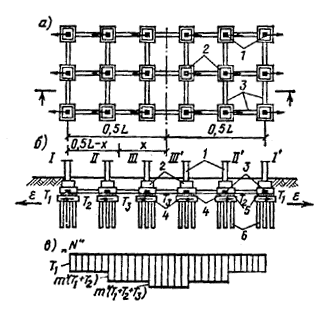 а)
2
1
3
0,5L
0,5L
0,5L-x
x
б)
I
II
III
2
III'
1
II'
3
I'
ε
T₁
T₂
T₃
4
4
T₃
T₂
5
T₁
ε
6
в) „N"
T₁
m''(T₁+T₂)
m''(T₁+T₂+T₃)